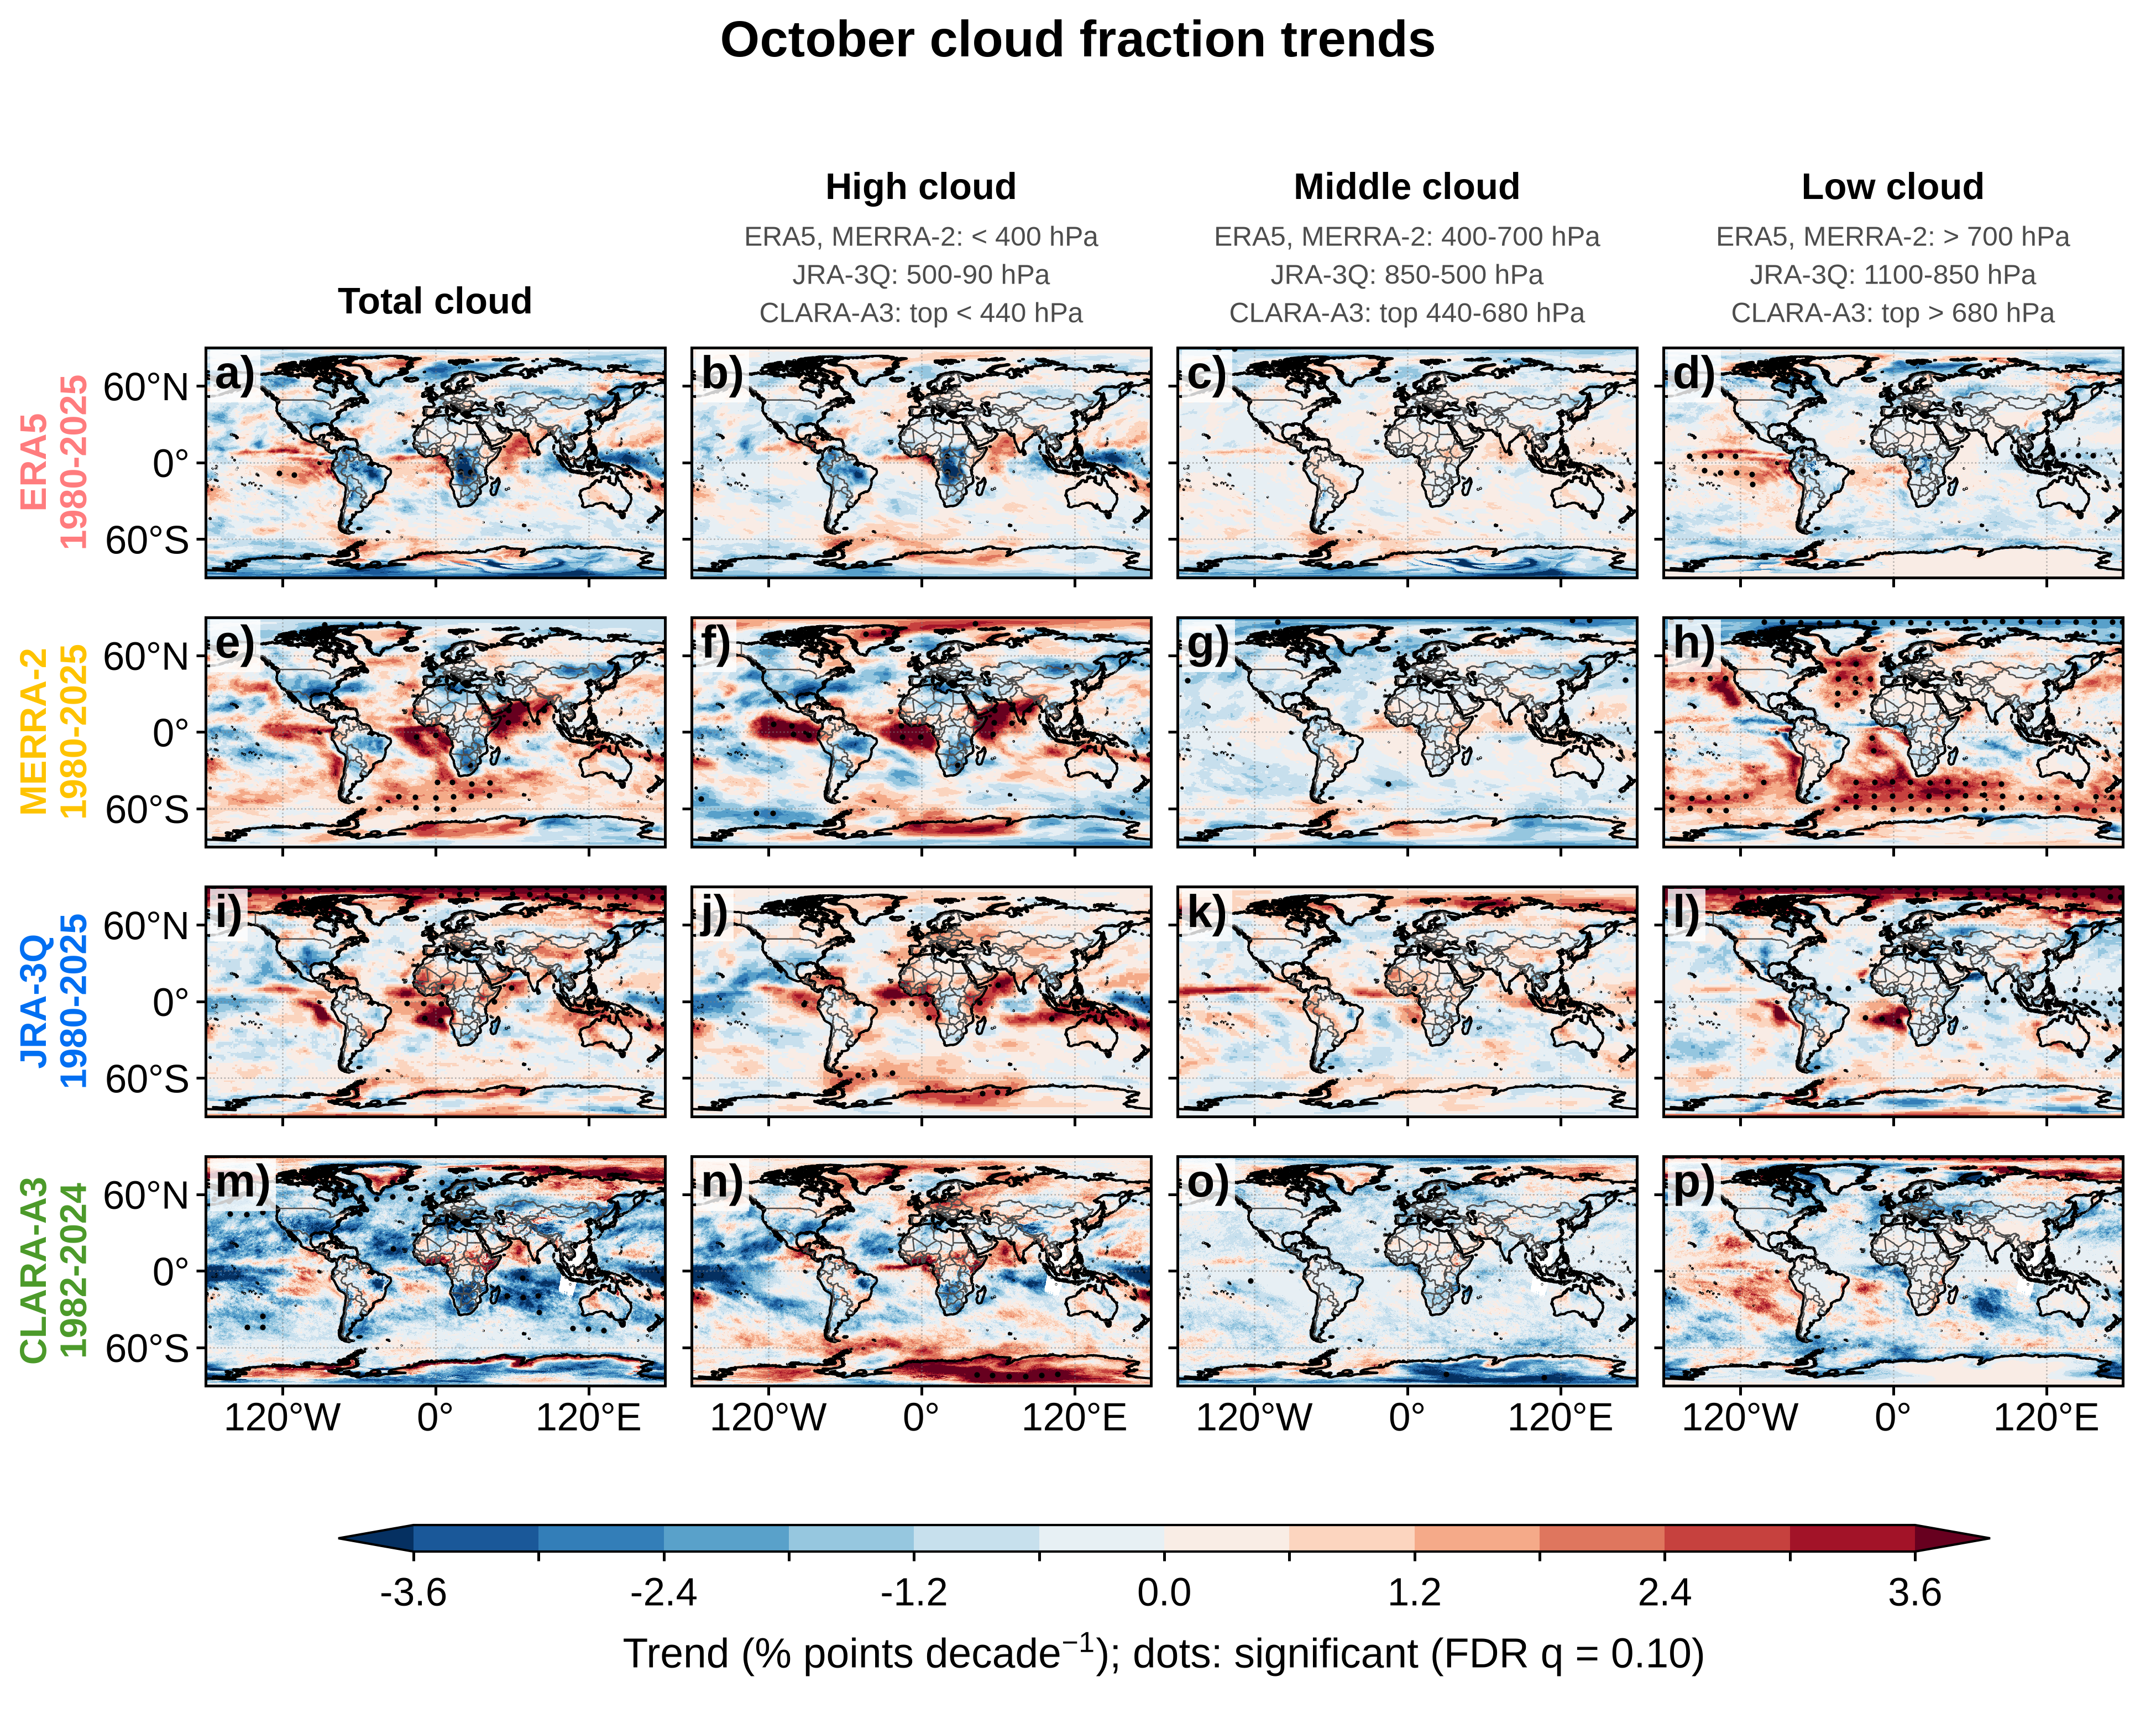 October cloud fraction trends
High cloud
Middle cloud
Low cloud
ERA5, MERRA-2: < 400 hPa
ERA5, MERRA-2: 400-700 hPa
ERA5, MERRA-2: > 700 hPa
JRA-3Q: 500-90 hPa
JRA-3Q: 850-500 hPa
JRA-3Q: 1100-850 hPa
Total cloud
CLARA-A3: top < 440 hPa
CLARA-A3: top 440-680 hPa
CLARA-A3: top > 680 hPa
ERA5
1980-2025
60°N
0°
60°S
a)
b)
c)
d)
MERRA-2
1980-2025
60°N
0°
60°S
e)
f)
g)
h)
JRA-3Q
1980-2025
60°N
0°
60°S
i)
j)
k)
l)
CLARA-A3
1982-2024
60°N
0°
60°S
m)
n)
o)
p)
120°W 0° 120°E
120°W 0° 120°E
120°W 0° 120°E
120°W 0° 120°E
-3.6 -2.4 -1.2 0.0 1.2 2.4 3.6
Trend (% points decade⁻¹); dots: significant (FDR q = 0.10)